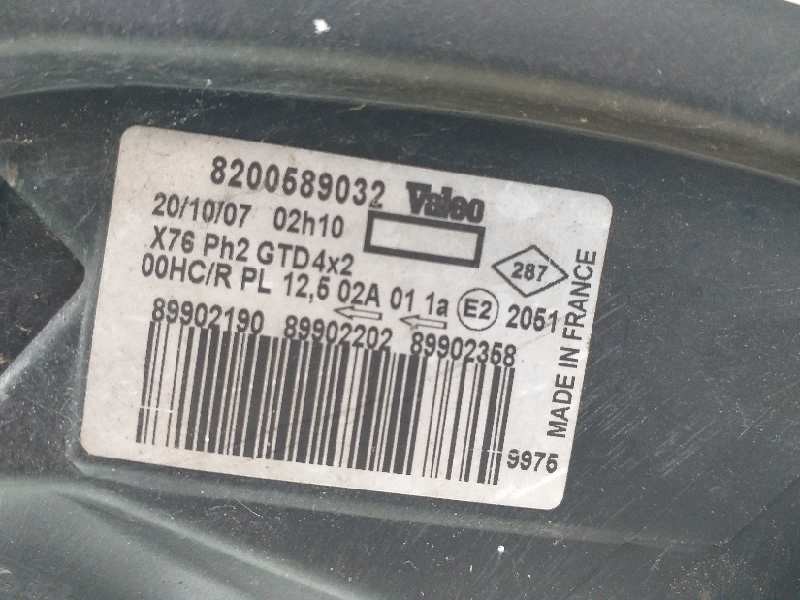 8200589032 Valeo
20/10/07 02h10
X76 Ph2 GTD4x2
287
00HC/R PL 12,5 02A 01 1a E2 2051
89902190 89902202 89902358
9975
MADE IN FRANCE